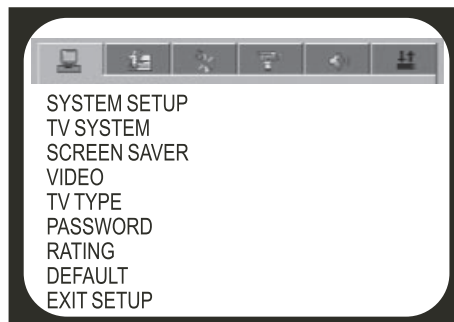 SYSTEM SETUP
TV SYSTEM
SCREEN SAVER
VIDEO
TV TYPE
PASSWORD
RATING
DEFAULT
EXIT SETUP